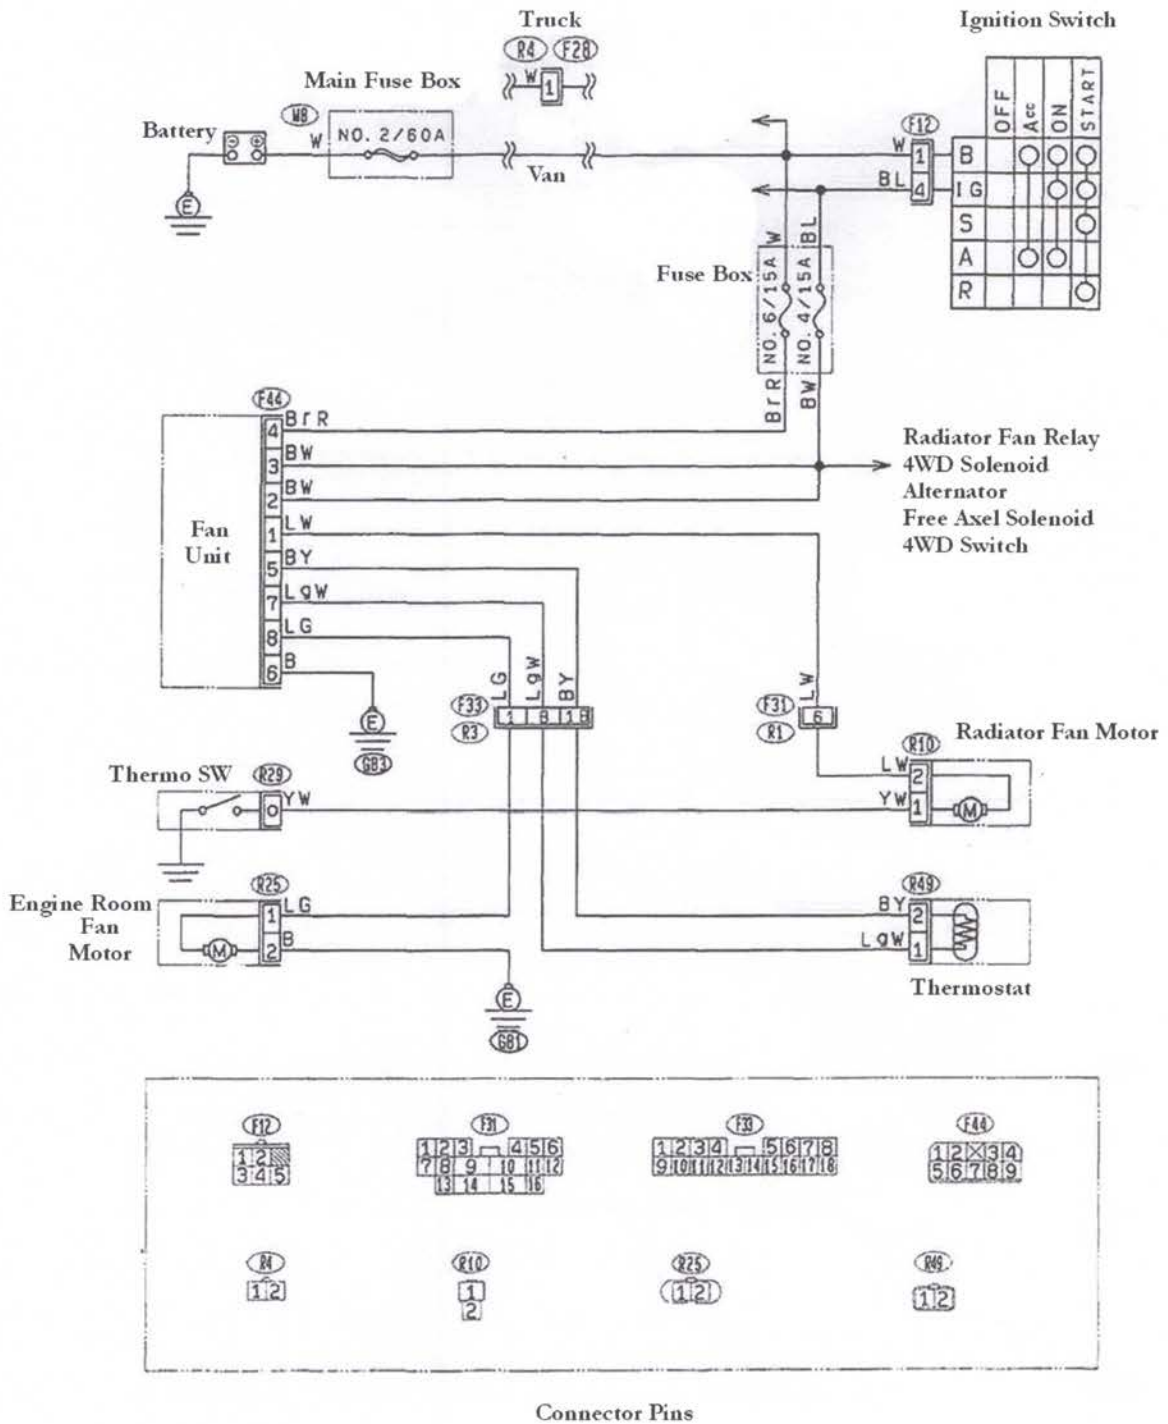 Truck
Ignition Switch
R4 F28
Main Fuse Box
W 1
OFF Acc ON START
M8
Battery
W NO. 2/60A
F12
W 1 B
Van
BL 4 IG
S
W BL
A
Fuse Box
NO. 6/15A NO. 4/15A
R
BrR BW
F44
4 BrR
Radiator Fan Relay
3 BW
4WD Solenoid
2 BW
Alternator
1 LW
Free Axel Solenoid
Fan
Unit
4WD Switch
5 BY
7 LgW
8 LG
6 B
LG LgW BY
LW
E
G83
F33
1 8 18
R3
F31
6
R1
Radiator Fan Motor
R10
Thermo SW R29
LW 2
0 YW
YW 1 M
E
Engine Room
Fan
Motor
R25
1 LG
M 2 B
R49
BY 2
LgW 1
Thermostat
E
G81
F12 F31 F33 F44
1 2
3 4 5
1 2 3 4 5 6
7 8 9 10 11 12
13 14 15 16
1 2 3 4 5 6 7 8
9 10 11 12 13 14 15 16 17 18
1 2 3 4
5 6 7 8 9
R4 R10 R25 R49
1 2
1
2
1 2
1 2
Connector Pins